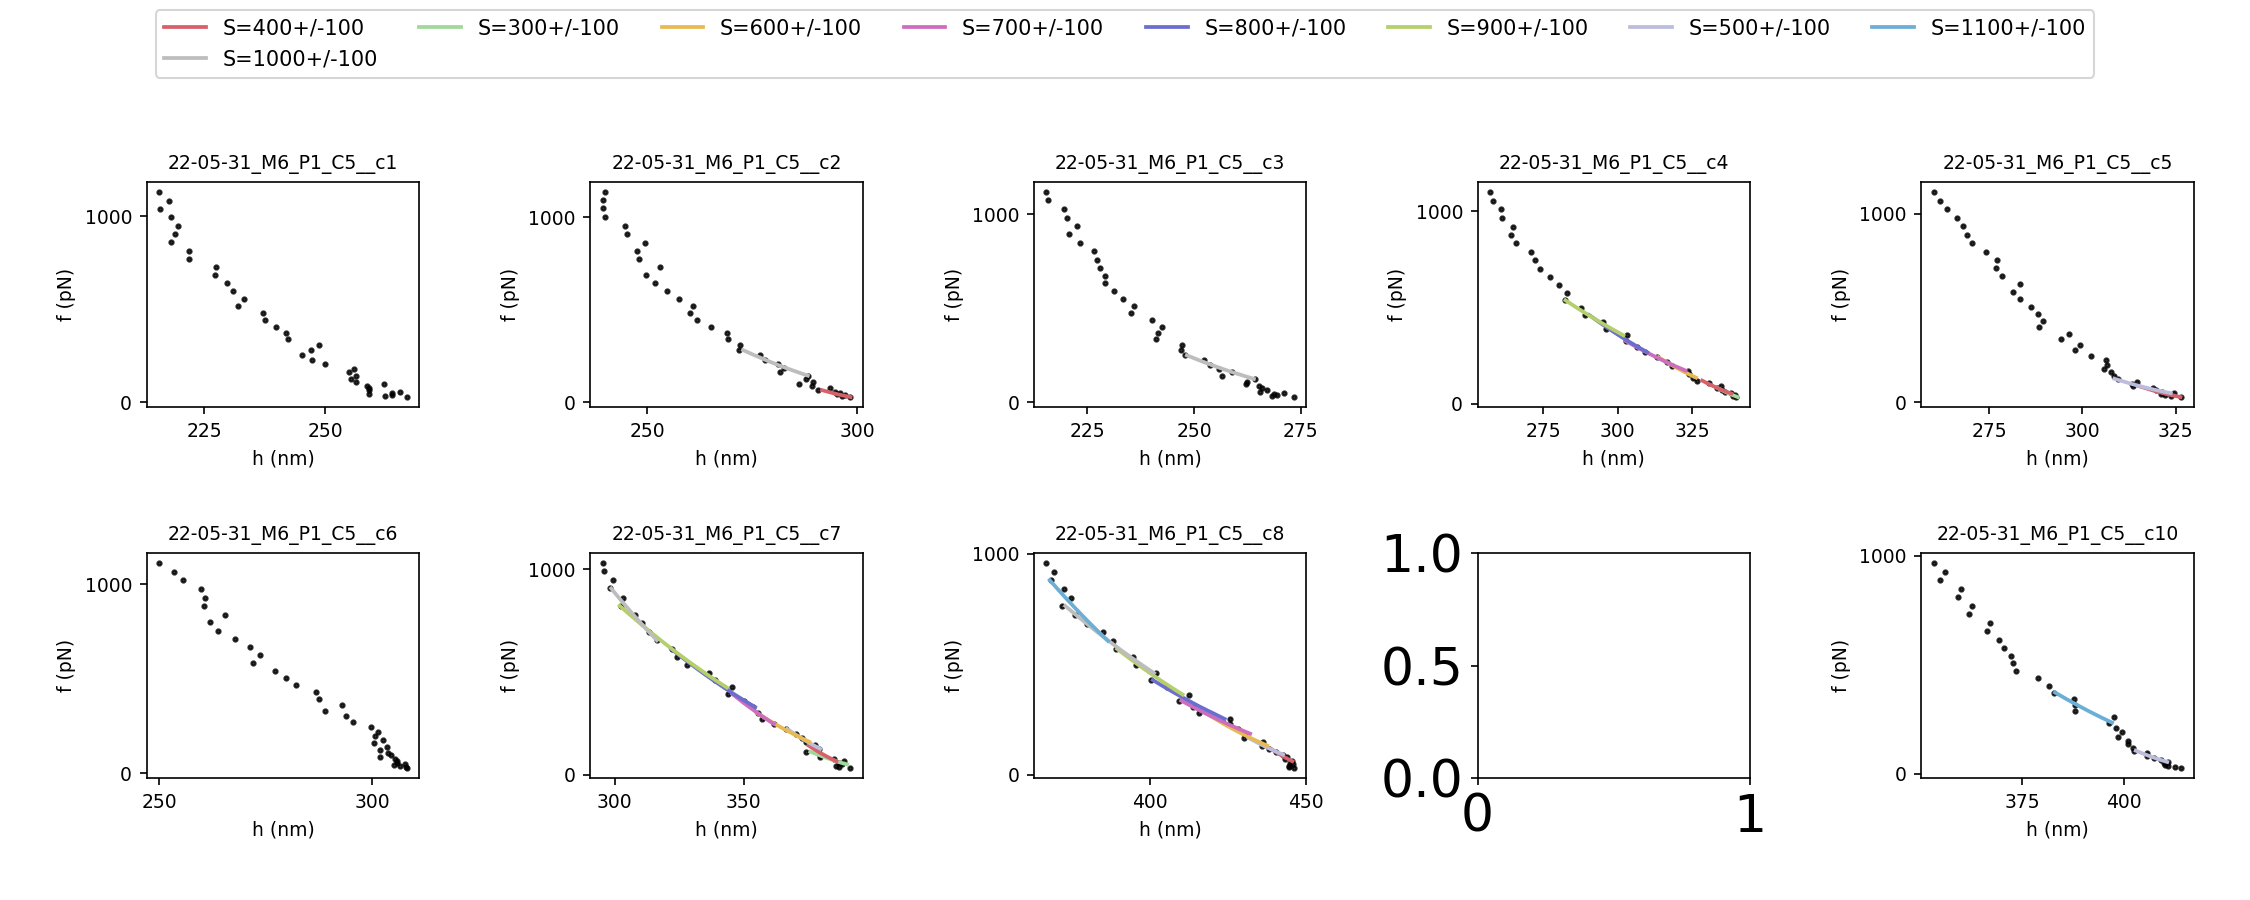 S=400+/-100 S=300+/-100 S=600+/-100 S=700+/-100 S=800+/-100 S=900+/-100 S=500+/-100 S=1100+/-100
S=1000+/-100
22-05-31_M6_P1_C5__c1 22-05-31_M6_P1_C5__c2 22-05-31_M6_P1_C5__c3 22-05-31_M6_P1_C5__c4 22-05-31_M6_P1_C5__c5
1000 1000 1000 1000 1000
f (pN) f (pN) f (pN) f (pN) f (pN)
0 0 0 0 0
225 250 250 300 225 250 275 275 300 325 275 300 325
h (nm) h (nm) h (nm) h (nm) h (nm)
22-05-31_M6_P1_C5__c6 22-05-31_M6_P1_C5__c7 22-05-31_M6_P1_C5__c8 22-05-31_M6_P1_C5__c10
1000 1000 1000 1.0 1000
f (pN) f (pN) f (pN) 0.5 f (pN)
0 0 0 0.0 0
250 300 300 350 400 450 0 1 375 400
h (nm) h (nm) h (nm) h (nm)